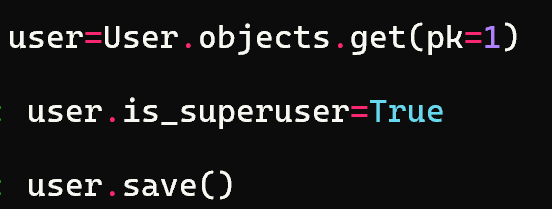 user=User.objects.get(pk=1)
: user.is_superuser=True
: user.save()